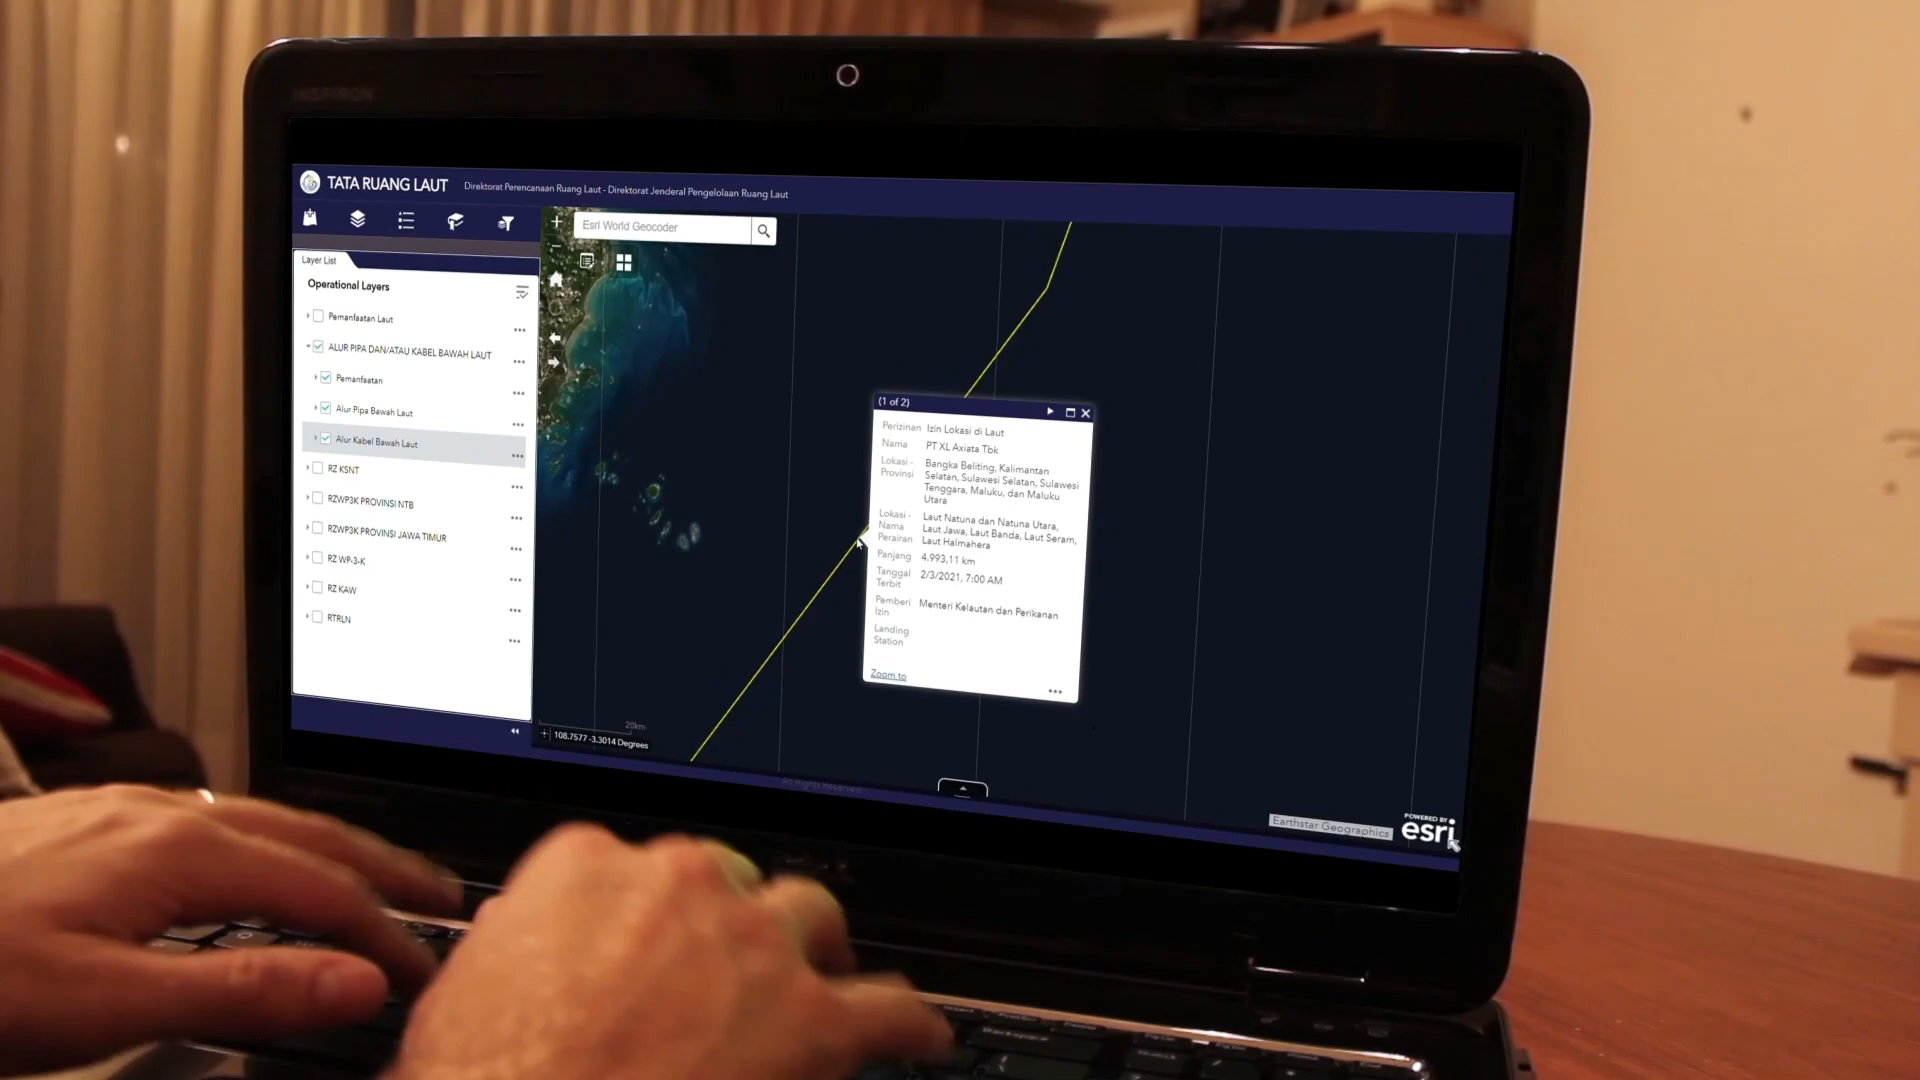 INSPIRON
TATA RUANG LAUT
Direktorat Perencanaan Ruang Laut - Direktorat Jenderal Pengelolaan Ruang Laut
Esri World Geocoder
Layer List
Operational Layers
Pemanfaatan Laut
ALUR PIPA DAN/ATAU KABEL BAWAH LAUT
Pemanfaatan
Alur Pipa Bawah Laut
Alur Kabel Bawah Laut
RZ KSNT
RZWP3K PROVINSI NTB
RZWP3K PROVINSI JAWA TIMUR
RZ WP-3-K
RZ KAW
RTRLN
(1 of 2)
Perizinan Izin Lokasi di Laut
Nama PT XL Axiata Tbk
Lokasi - Bangka Beliting, Kalimantan
Provinsi Selatan, Sulawesi Selatan, Sulawesi
Tenggara, Maluku, dan Maluku
Utara
Lokasi - Laut Natuna dan Natuna Utara,
Nama Laut Jawa, Laut Banda, Laut Seram,
Perairan Laut Halmahera
Panjang 4.993,11 km
Tanggal 2/3/2021, 7:00 AM
Terbit
Pemberi Menteri Kelautan dan Perikanan
Izin
Landing
Station
Zoom to
20km
108.7577 -3.3014 Degrees
All Rights Reserved
Earthstar Geographics
POWERED BY
esri
Backspace